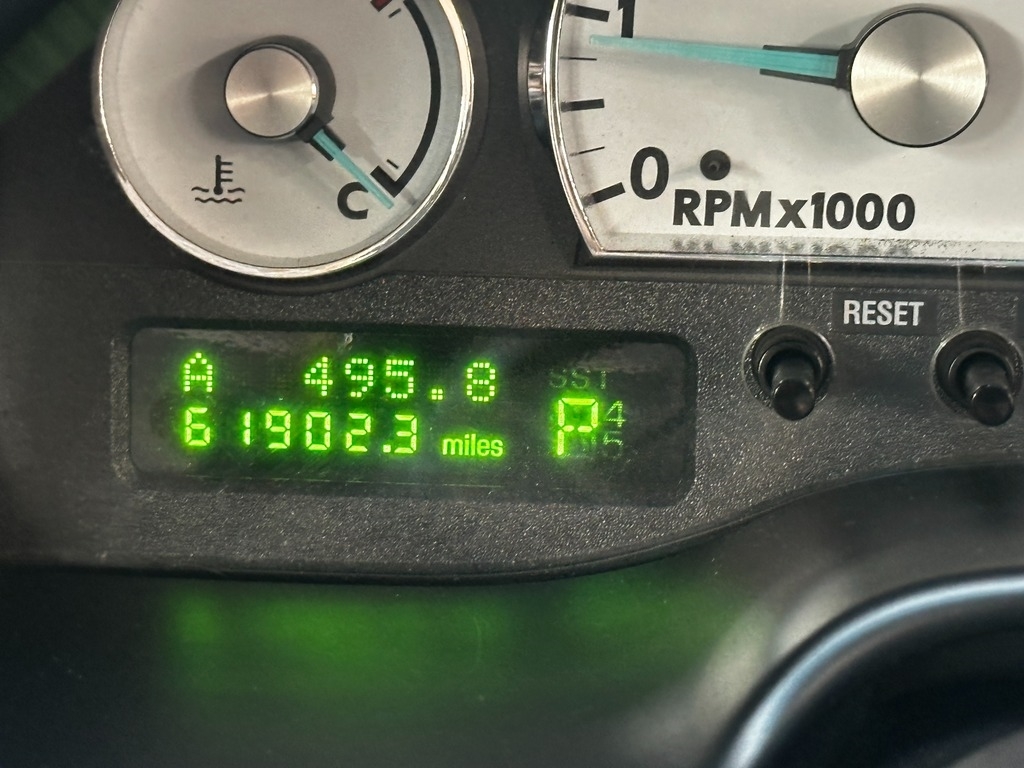 1
0
RPMx1000
C
RESET
A 495.8
P
61902.3 miles